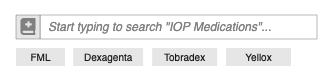 Start typing to search "IOP Medications"...
FML Dexagenta Tobradex Yellox